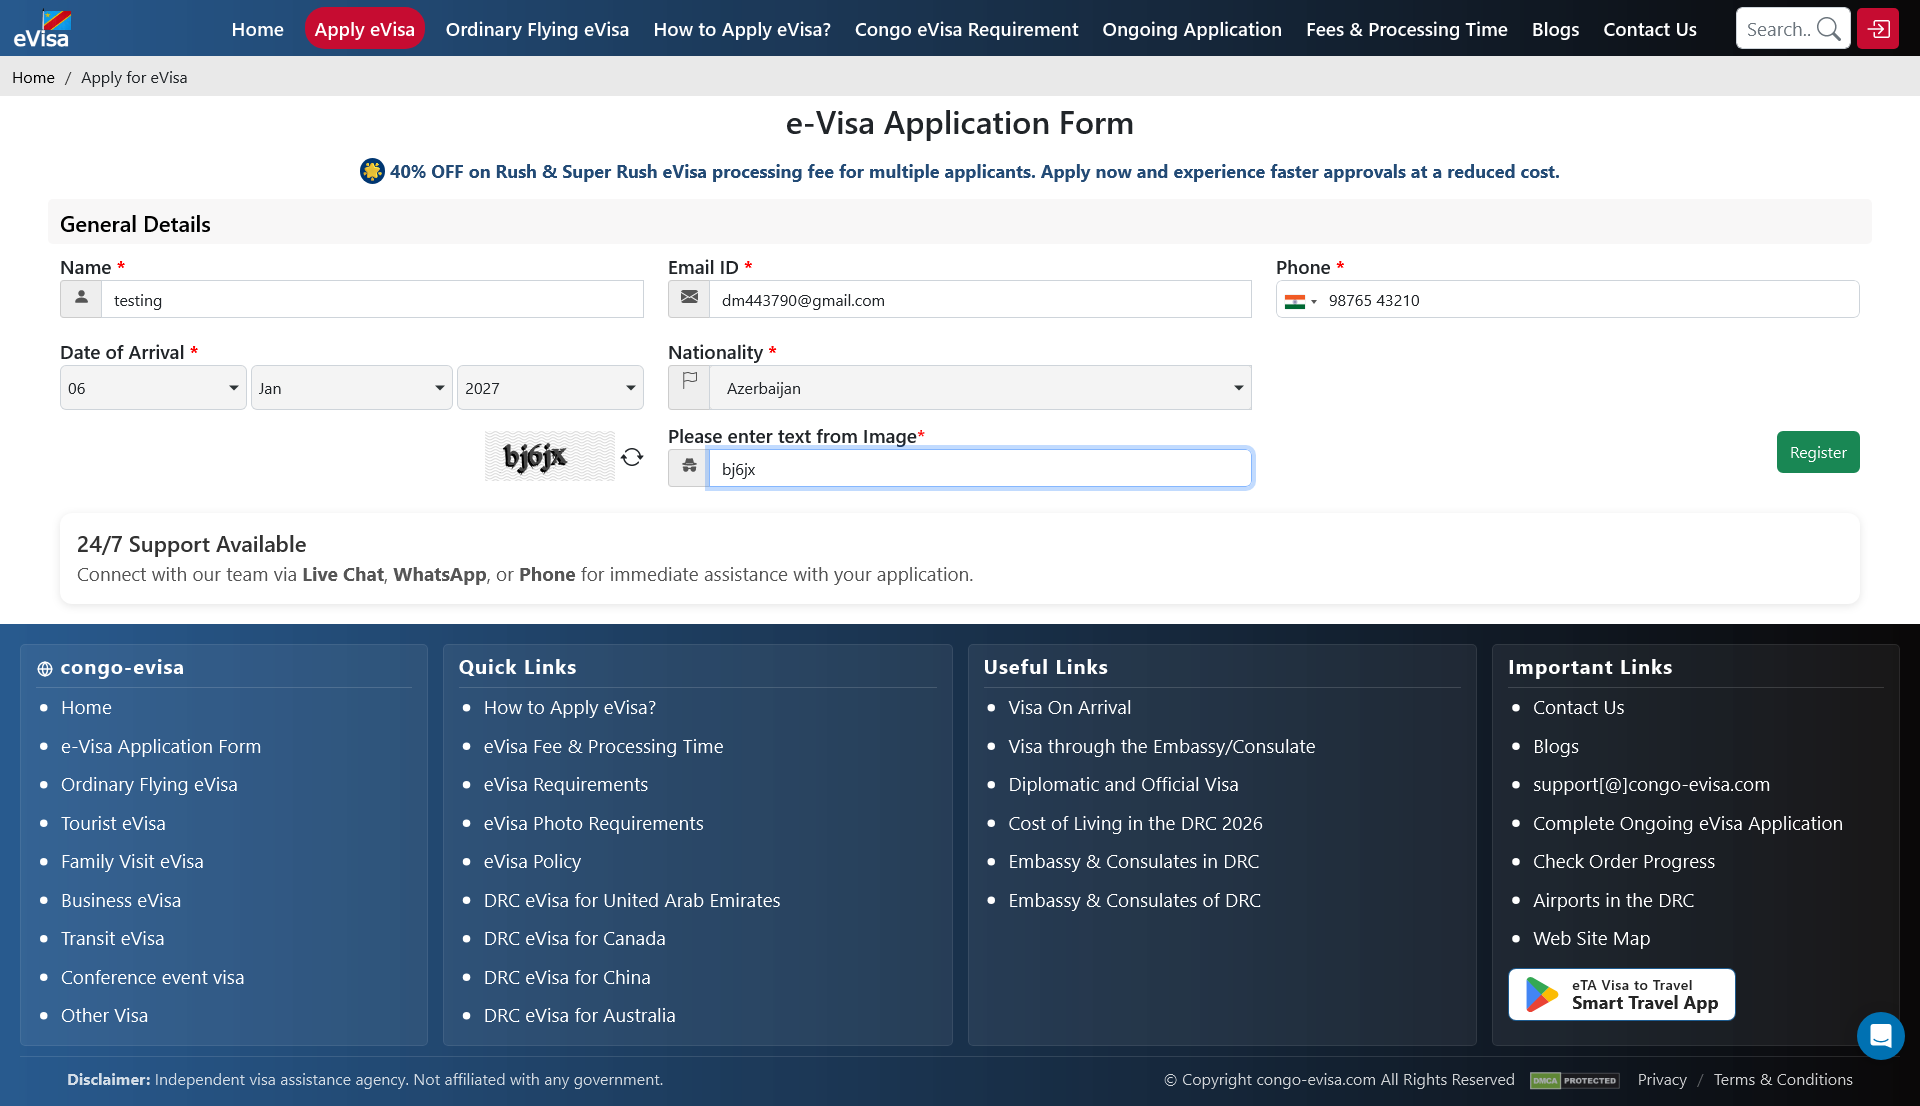 eVisa
Home
Apply eVisa
Ordinary Flying eVisa
How to Apply eVisa?
Congo eVisa Requirement
Ongoing Application
Fees & Processing Time
Blogs
Contact Us
Search..
Home / Apply for eVisa
e-Visa Application Form
40% OFF on Rush & Super Rush eVisa processing fee for multiple applicants. Apply now and experience faster approvals at a reduced cost.
General Details
Name *
Email ID *
Phone *
testing
dm443790@gmail.com
98765 43210
Date of Arrival *
Nationality *
06
Jan
2027
Azerbaijan
bj6jx
Please enter text from Image*
bj6jx
Register
24/7 Support Available
Connect with our team via Live Chat, WhatsApp, or Phone for immediate assistance with your application.
congo-evisa
Home
e-Visa Application Form
Ordinary Flying eVisa
Tourist eVisa
Family Visit eVisa
Business eVisa
Transit eVisa
Conference event visa
Other Visa
Quick Links
How to Apply eVisa?
eVisa Fee & Processing Time
eVisa Requirements
eVisa Photo Requirements
eVisa Policy
DRC eVisa for United Arab Emirates
DRC eVisa for Canada
DRC eVisa for China
DRC eVisa for Australia
Useful Links
Visa On Arrival
Visa through the Embassy/Consulate
Diplomatic and Official Visa
Cost of Living in the DRC 2026
Embassy & Consulates in DRC
Embassy & Consulates of DRC
Important Links
Contact Us
Blogs
support[@]congo-evisa.com
Complete Ongoing eVisa Application
Check Order Progress
Airports in the DRC
Web Site Map
eTA Visa to Travel
Smart Travel App
Disclaimer: Independent visa assistance agency. Not affiliated with any government.
© Copyright congo-evisa.com All Rights Reserved
DMCA PROTECTED
Privacy / Terms & Conditions